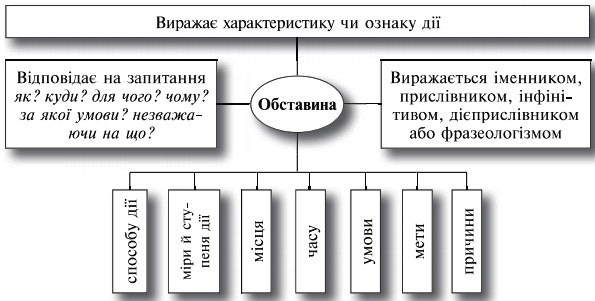 Виражає характеристику чи ознаку дії
Відповідає на запитання
як? куди? для чого? чому?
за якої умови? незважа-
ючи на що?
Обставина
Виражається іменником,
прислівником, інфіні-
тивом, дієприслівником
або фразеологізмом
способу дії
міри й сту-
пеня дії
місця
часу
умови
мети
причини